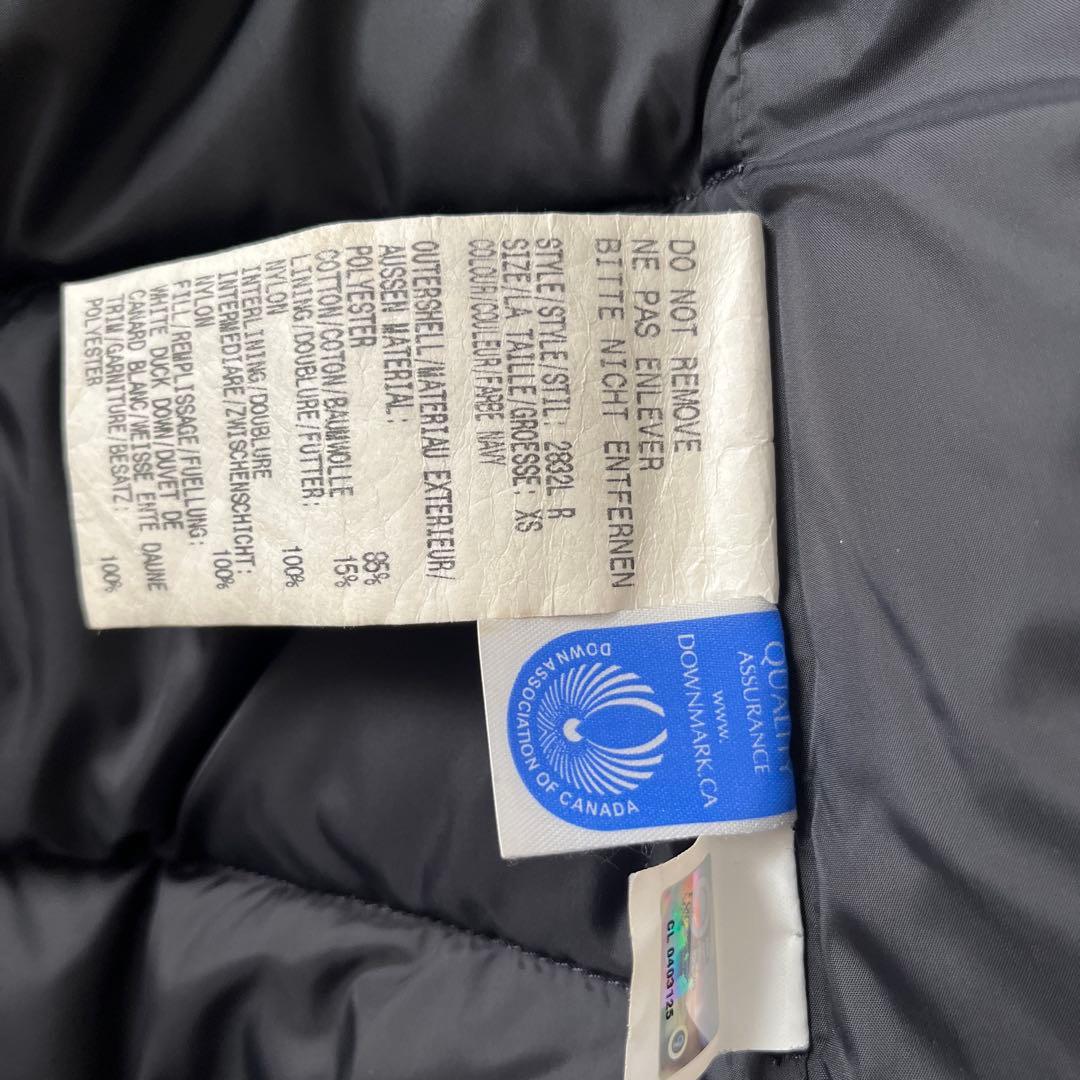 DO NOT REMOVE
NE PAS ENLEVER
BITTE NICHT ENTFERNEN
STYLE/STYLE/STIL: 2832L R
SIZE/LA TAILLE/GROESSE: XS
COLOUR/COULEUR/FARBE NAVY
OUTERSHELL/MATERIAU EXTERIEUR/
AUSSEN MATERIAL:
POLYESTER 85%
COTTON/COTON/BAUMWOLLE 15%
LINING/DOUBLURE/FUTTER:
NYLON 100%
INTERLINING/DOUBLURE
INTERMEDIARE/ZWISCHENSCHICHT:
NYLON 100%
FILL/REMPLISSAGE/FUELLUNG:
WHITE DUCK DOWN/DUVET DE
CANARD BLANC/WEISSE ENTE DAUNE
TRIM/GARNITURE/BESATZ:
POLYESTER 100%
QUALITY
ASSURANCE
www.
DOWNMARK.CA
DOWN ASSOCIATION OF CANADA
CL 0403125